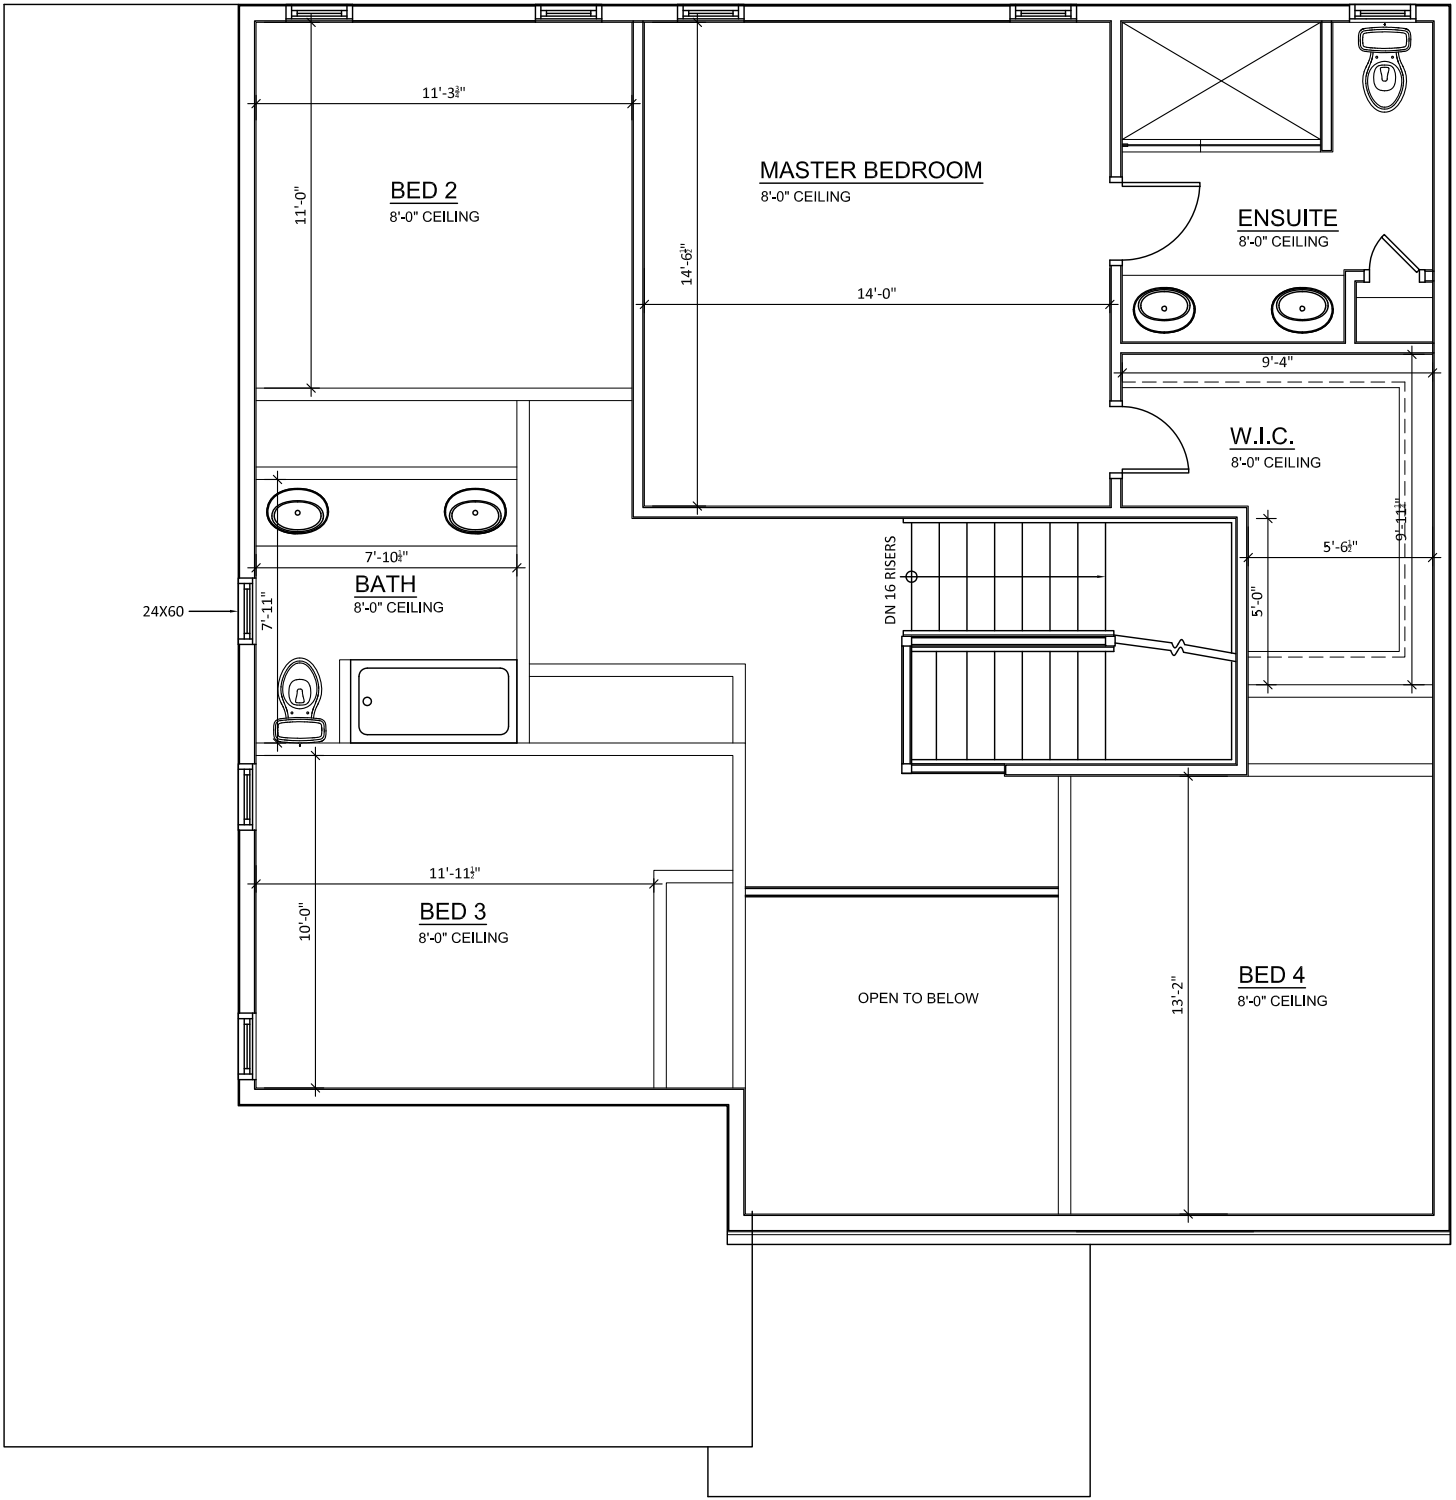 11'-3¾"
MASTER BEDROOM
8'-0" CEILING
BED 2
8'-0" CEILING
11'-0"
ENSUITE
8'-0" CEILING
14'-6½"
14'-0"
9'-4"
W.I.C.
8'-0" CEILING
9'-11½"
5'-6½"
DN 16 RISERS
7'-10¼"
BATH
8'-0" CEILING
24X60
7'-11"
5'-0"
11'-11½"
BED 3
8'-0" CEILING
10'-0"
BED 4
8'-0" CEILING
OPEN TO BELOW
13'-2"